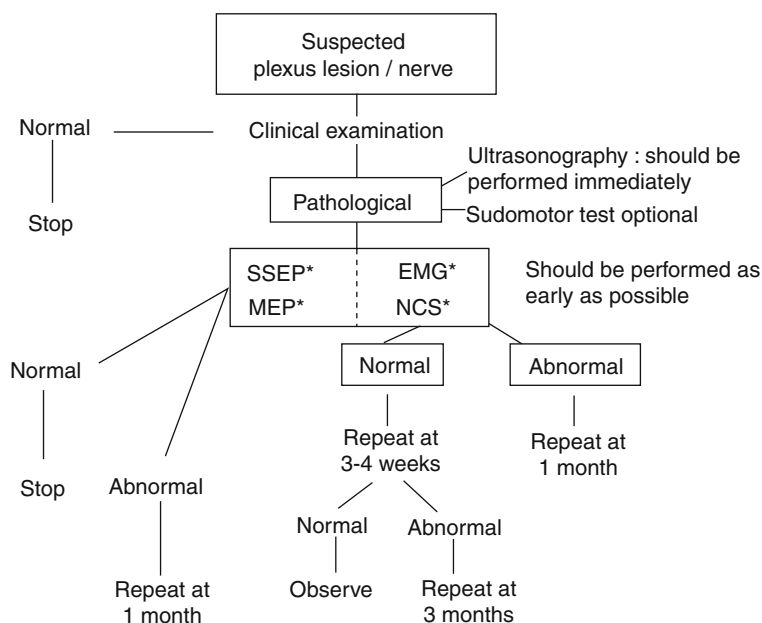 Suspected
plexus lesion / nerve
Normal
Clinical examination
Stop
Ultrasonography : should be
performed immediately
Pathological
Sudomotor test optional
SSEP*
EMG*
MEP*
NCS*
Should be performed as
early as possible
Normal
Normal
Abnormal
Repeat at
3-4 weeks
Repeat at
1 month
Stop
Abnormal
Normal
Abnormal
Repeat at
1 month
Observe
Repeat at
3 months